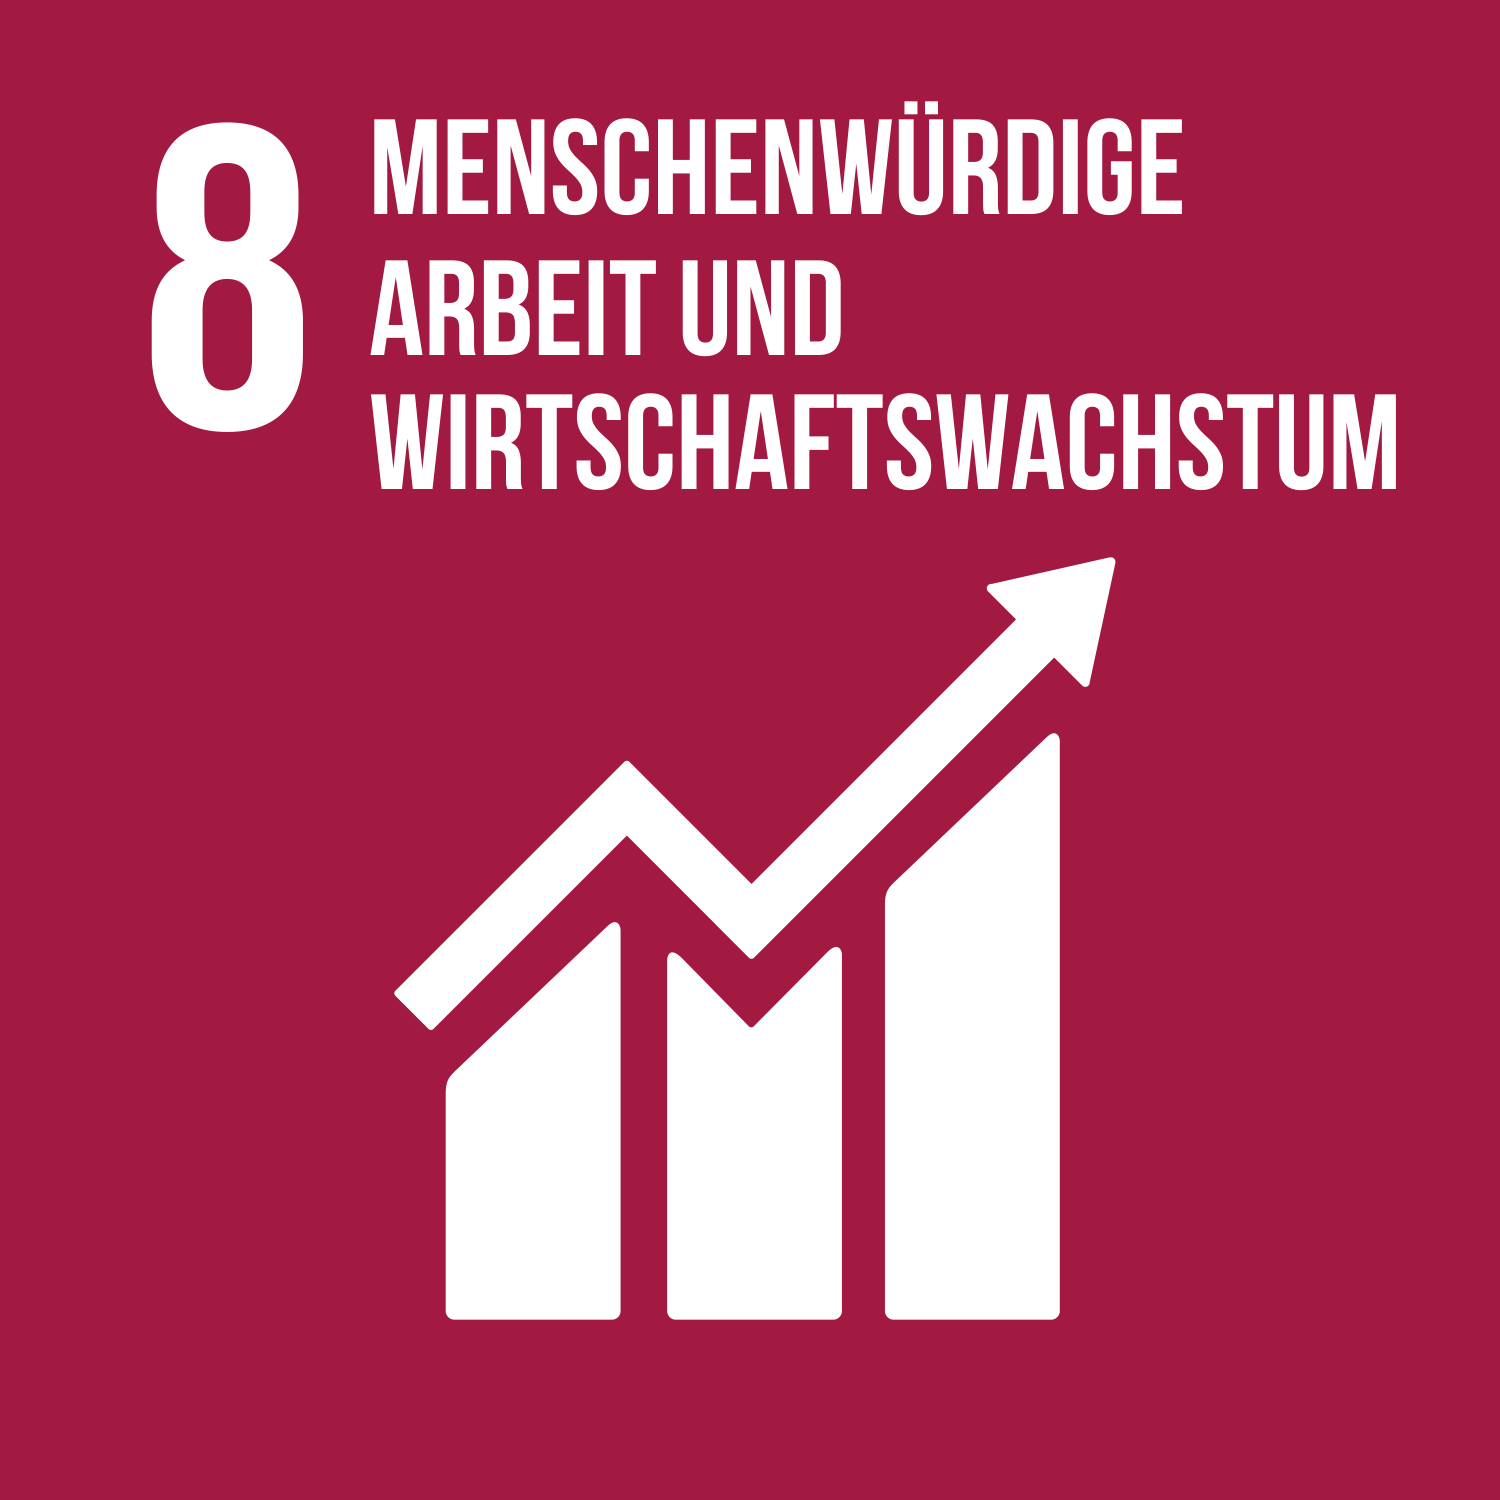 8
MENSCHENWÜRDIGE
ARBEIT UND
WIRTSCHAFTSWACHSTUM